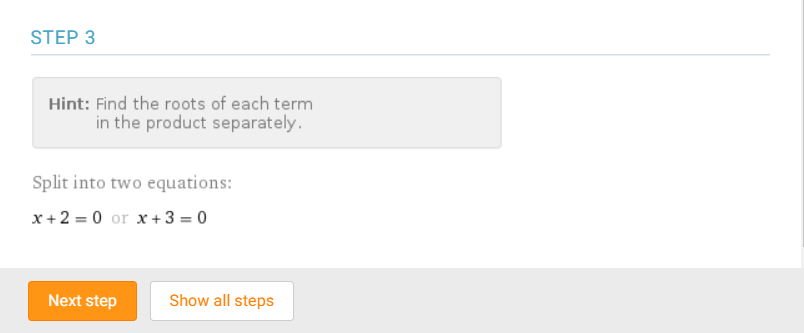 STEP 3
Hint: Find the roots of each term
in the product separately.
Split into two equations:
x + 2 = 0 or x + 3 = 0
Next step Show all steps